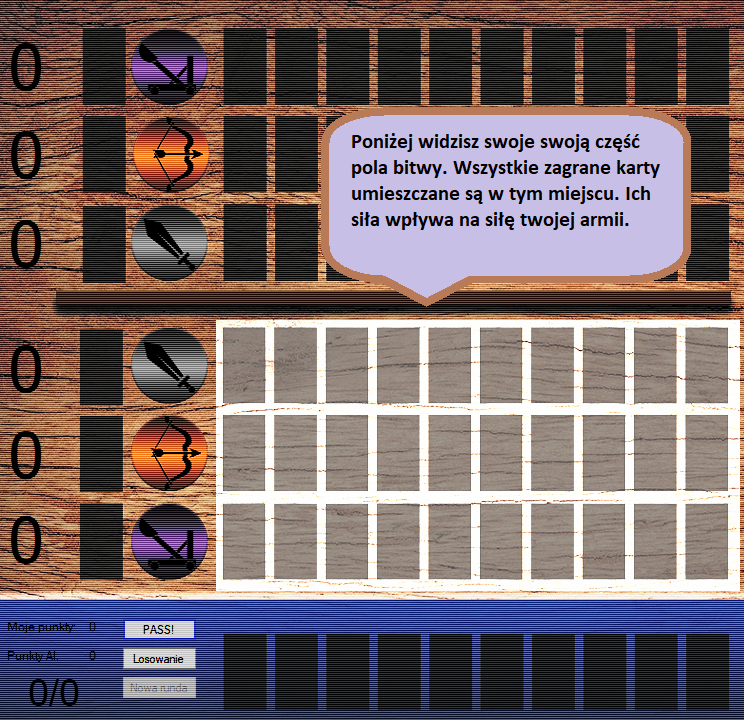 0
0
Poniżej widzisz swoje swoją część
pola bitwy. Wszystkie zagrane karty
umieszczane są w tym miejscu. Ich
siła wpływa na siłę twojej armii.
0
0
0
0
Moje punkty: 0
PASS!
Punkty AI: 0
Losowanie
0/0
Nowa runda